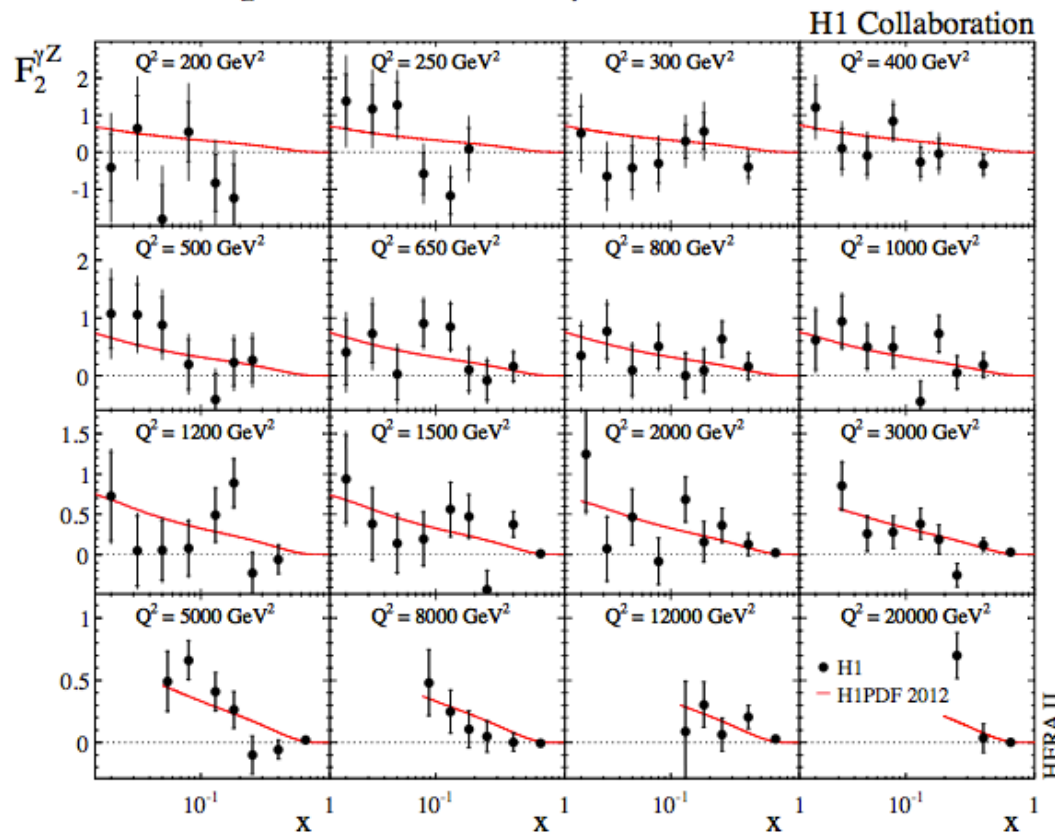 H1 Collaboration
F₂^γZ
Q² = 200 GeV² Q² = 250 GeV² Q² = 300 GeV² Q² = 400 GeV²
2
1
0
-1
Q² = 500 GeV² Q² = 650 GeV² Q² = 800 GeV² Q² = 1000 GeV²
2
1
0
Q² = 1200 GeV² Q² = 1500 GeV² Q² = 2000 GeV² Q² = 3000 GeV²
1.5
1
0.5
0
Q² = 5000 GeV² Q² = 8000 GeV² Q² = 12000 GeV² Q² = 20000 GeV²
1
H1
H1PDF 2012
0.5
0
10⁻¹ 1 10⁻¹ 1 10⁻¹ 1 10⁻¹ 1
x x x x
HERA II